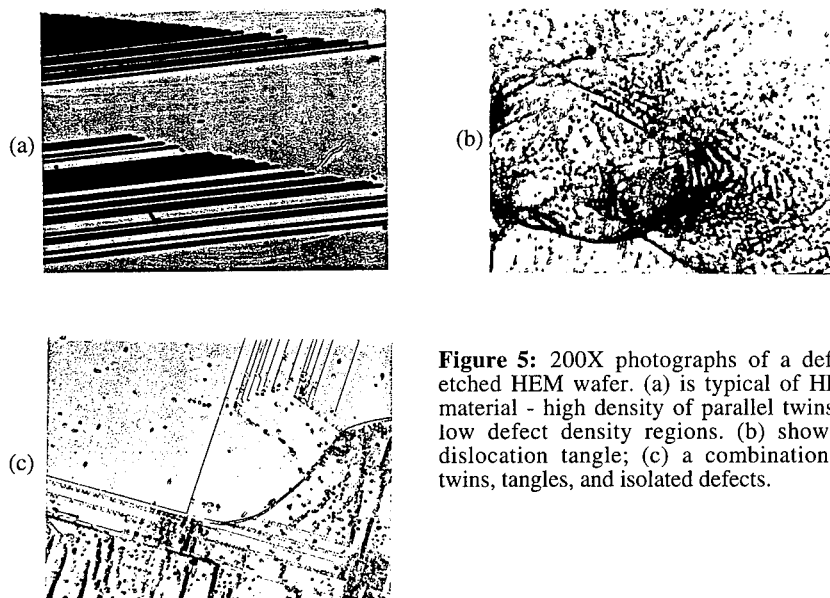 (a)
(b)
(c)
Figure 5: 200X photographs of a
etched HEM wafer. (a) is typical of
material - high density of parallel twins
low defect density regions. (b) show
dislocation tangle; (c) a combination
twins, tangles, and isolated defects.